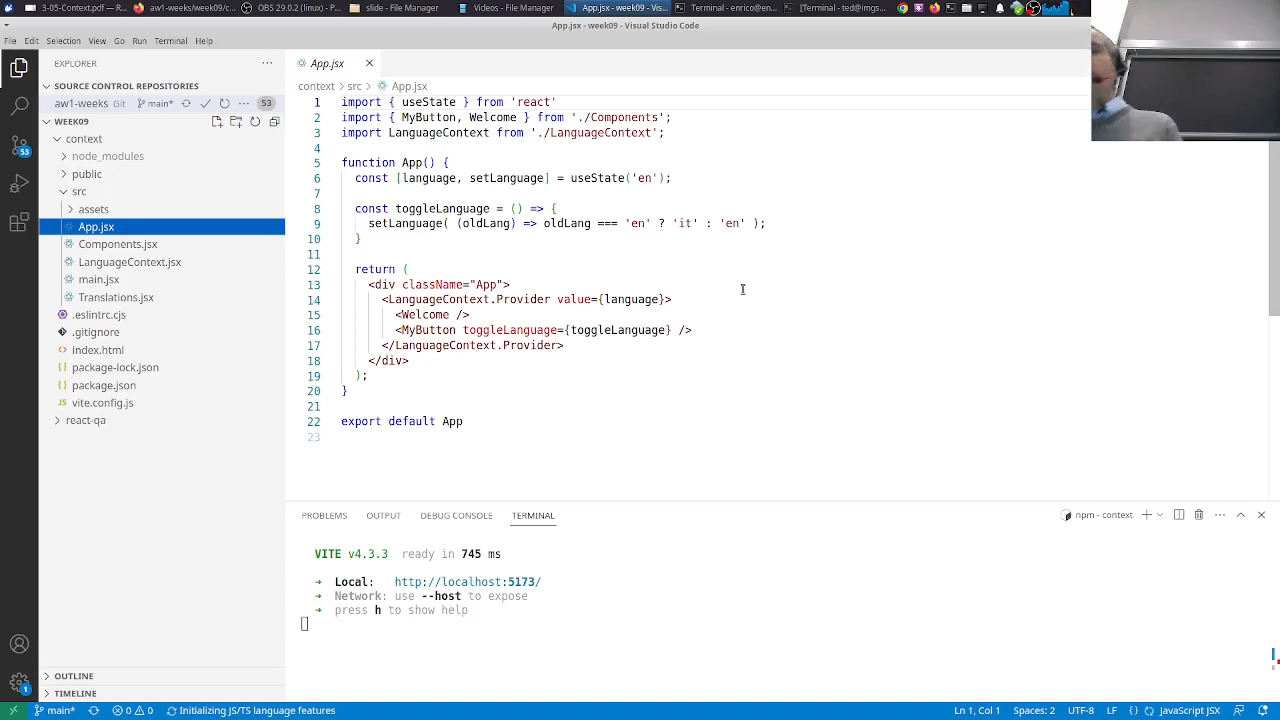 3-05-Context.pdf
aw1-weeks/week09/c...
OBS 29.0.2 (linux) - P...
slide - File Manager
Videos - File Manager
App.jsx - week09 - Vis...
Terminal - enrico@en...
[Terminal - ted@imgs...
App.jsx - week09 - Visual Studio Code
File Edit Selection View Go Run Terminal Help
EXPLORER
SOURCE CONTROL REPOSITORIES
aw1-weeks Git main* 53
WEEK09
context
node_modules
public
src
assets
App.jsx
Components.jsx
LanguageContext.jsx
main.jsx
Translations.jsx
.eslintrc.cjs
.gitignore
index.html
package-lock.json
package.json
vite.config.js
react-qa
OUTLINE
TIMELINE
53
1
App.jsx
context > src > App.jsx
1 import { useState } from 'react'
2 import { MyButton, Welcome } from './Components';
3 import LanguageContext from './LanguageContext';
4
5 function App() {
6 const [language, setLanguage] = useState('en');
7
8 const toggleLanguage = () => {
9 setLanguage( (oldLang) => oldLang === 'en' ? 'it' : 'en' );
10 }
11
12 return (
13 <div className="App">
14 <LanguageContext.Provider value={language}>
15 <Welcome />
16 <MyButton toggleLanguage={toggleLanguage} />
17 </LanguageContext.Provider>
18 </div>
19 );
20 }
21
22 export default App
23
PROBLEMS OUTPUT DEBUG CONSOLE TERMINAL
npm - context
VITE v4.3.3 ready in 745 ms
➜ Local: http://localhost:5173/
➜ Network: use --host to expose
➜ press h to show help
main* 0 0 Initializing JS/TS language features
Ln 1, Col 1 Spaces: 2 UTF-8 LF {} JavaScript JSX